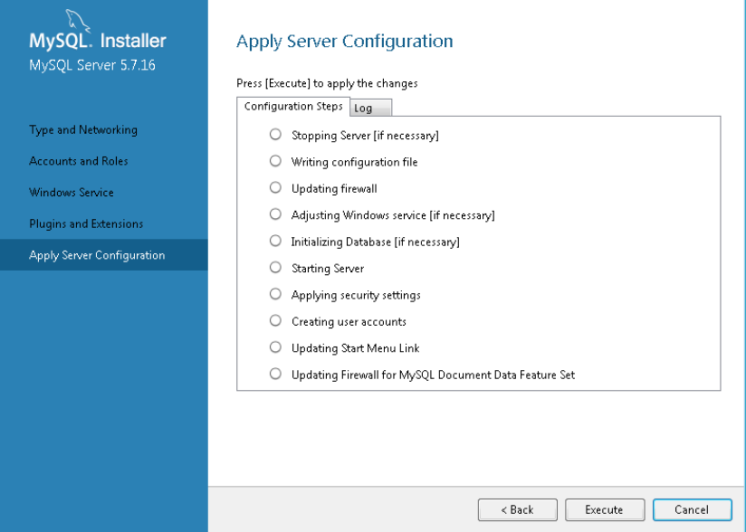 MySQL. Installer
MySQL Server 5.7.16
Type and Networking
Accounts and Roles
Windows Service
Plugins and Extensions
Apply Server Configuration
Apply Server Configuration
Press [Execute] to apply the changes
Configuration Steps Log
Stopping Server [if necessary]
Writing configuration file
Updating firewall
Adjusting Windows service [if necessary]
Initializing Database [if necessary]
Starting Server
Applying security settings
Creating user accounts
Updating Start Menu Link
Updating Firewall for MySQL Document Data Feature Set
< Back Execute Cancel